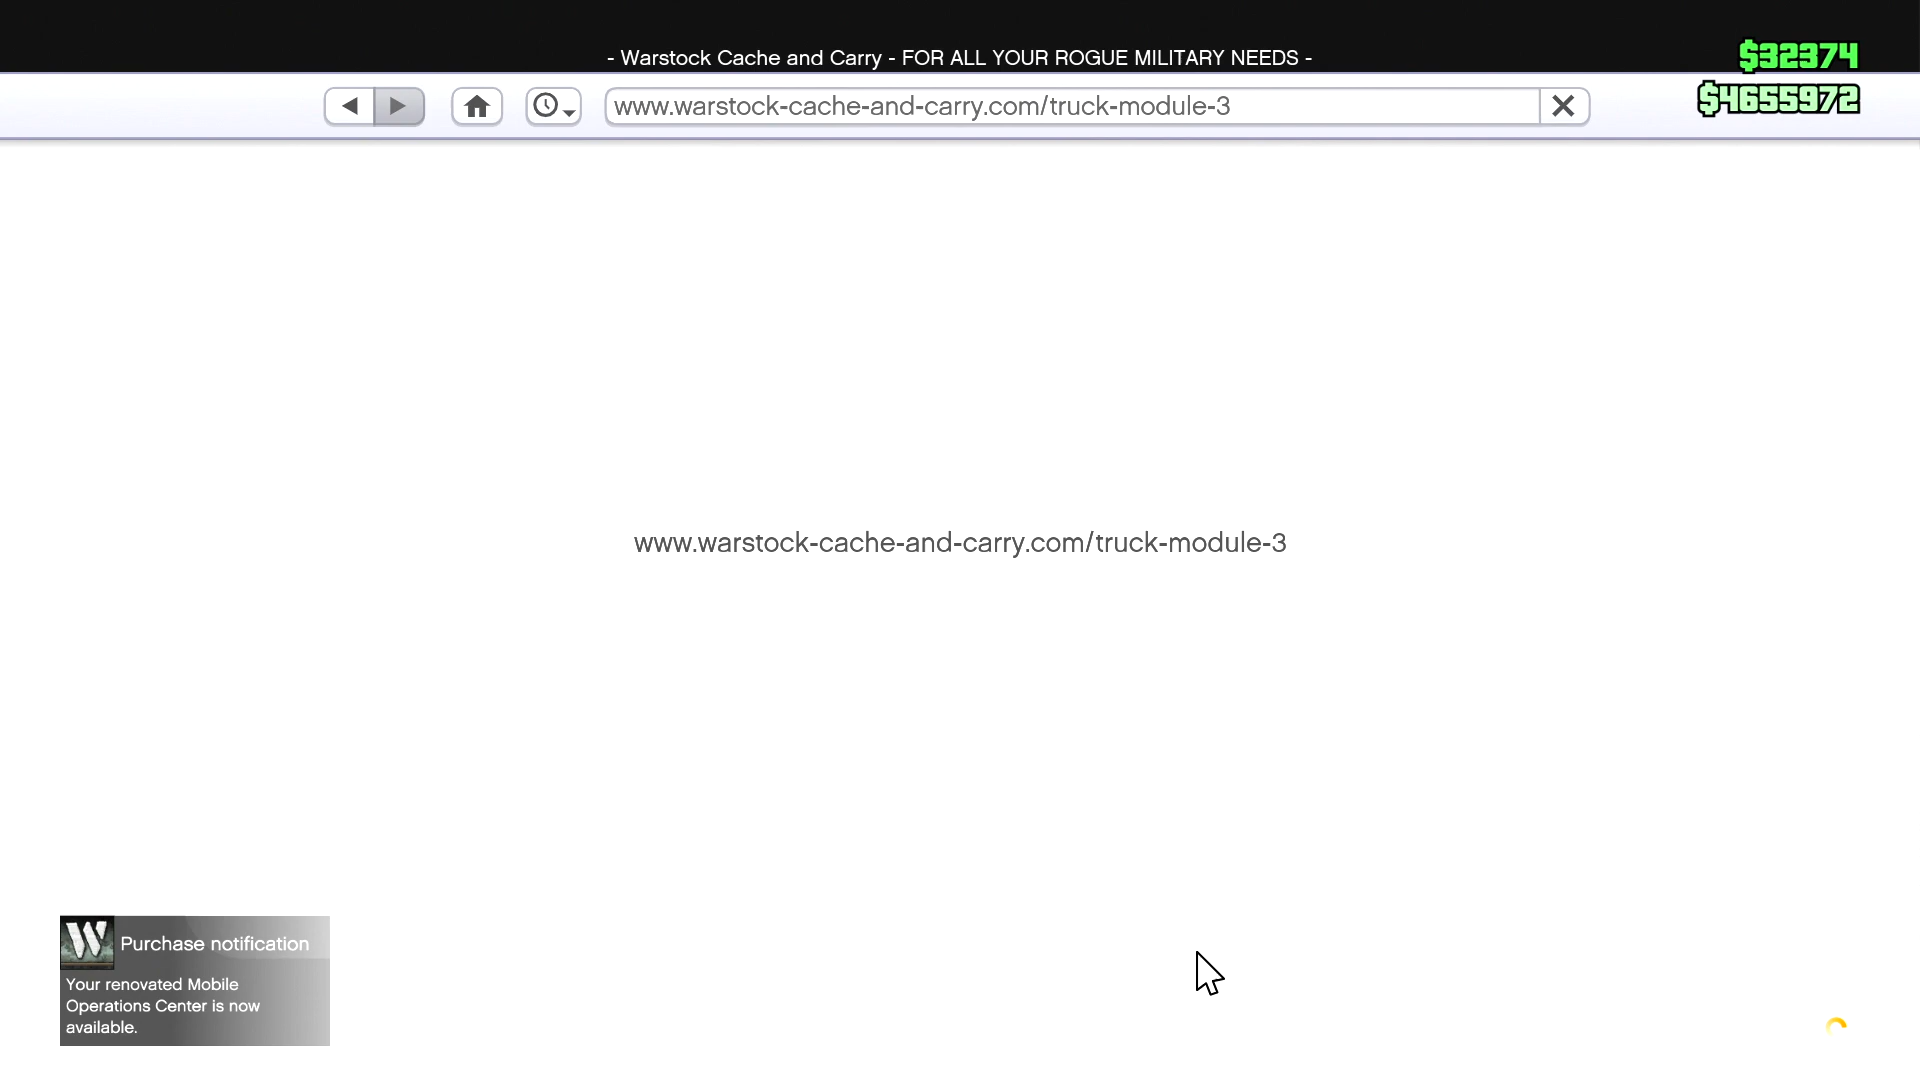 - Warstock Cache and Carry - FOR ALL YOUR ROGUE MILITARY NEEDS -
$32374
www.warstock-cache-and-carry.com/truck-module-3
$4655972
www.warstock-cache-and-carry.com/truck-module-3
W Purchase notification
Your renovated Mobile
Operations Center is now
available.